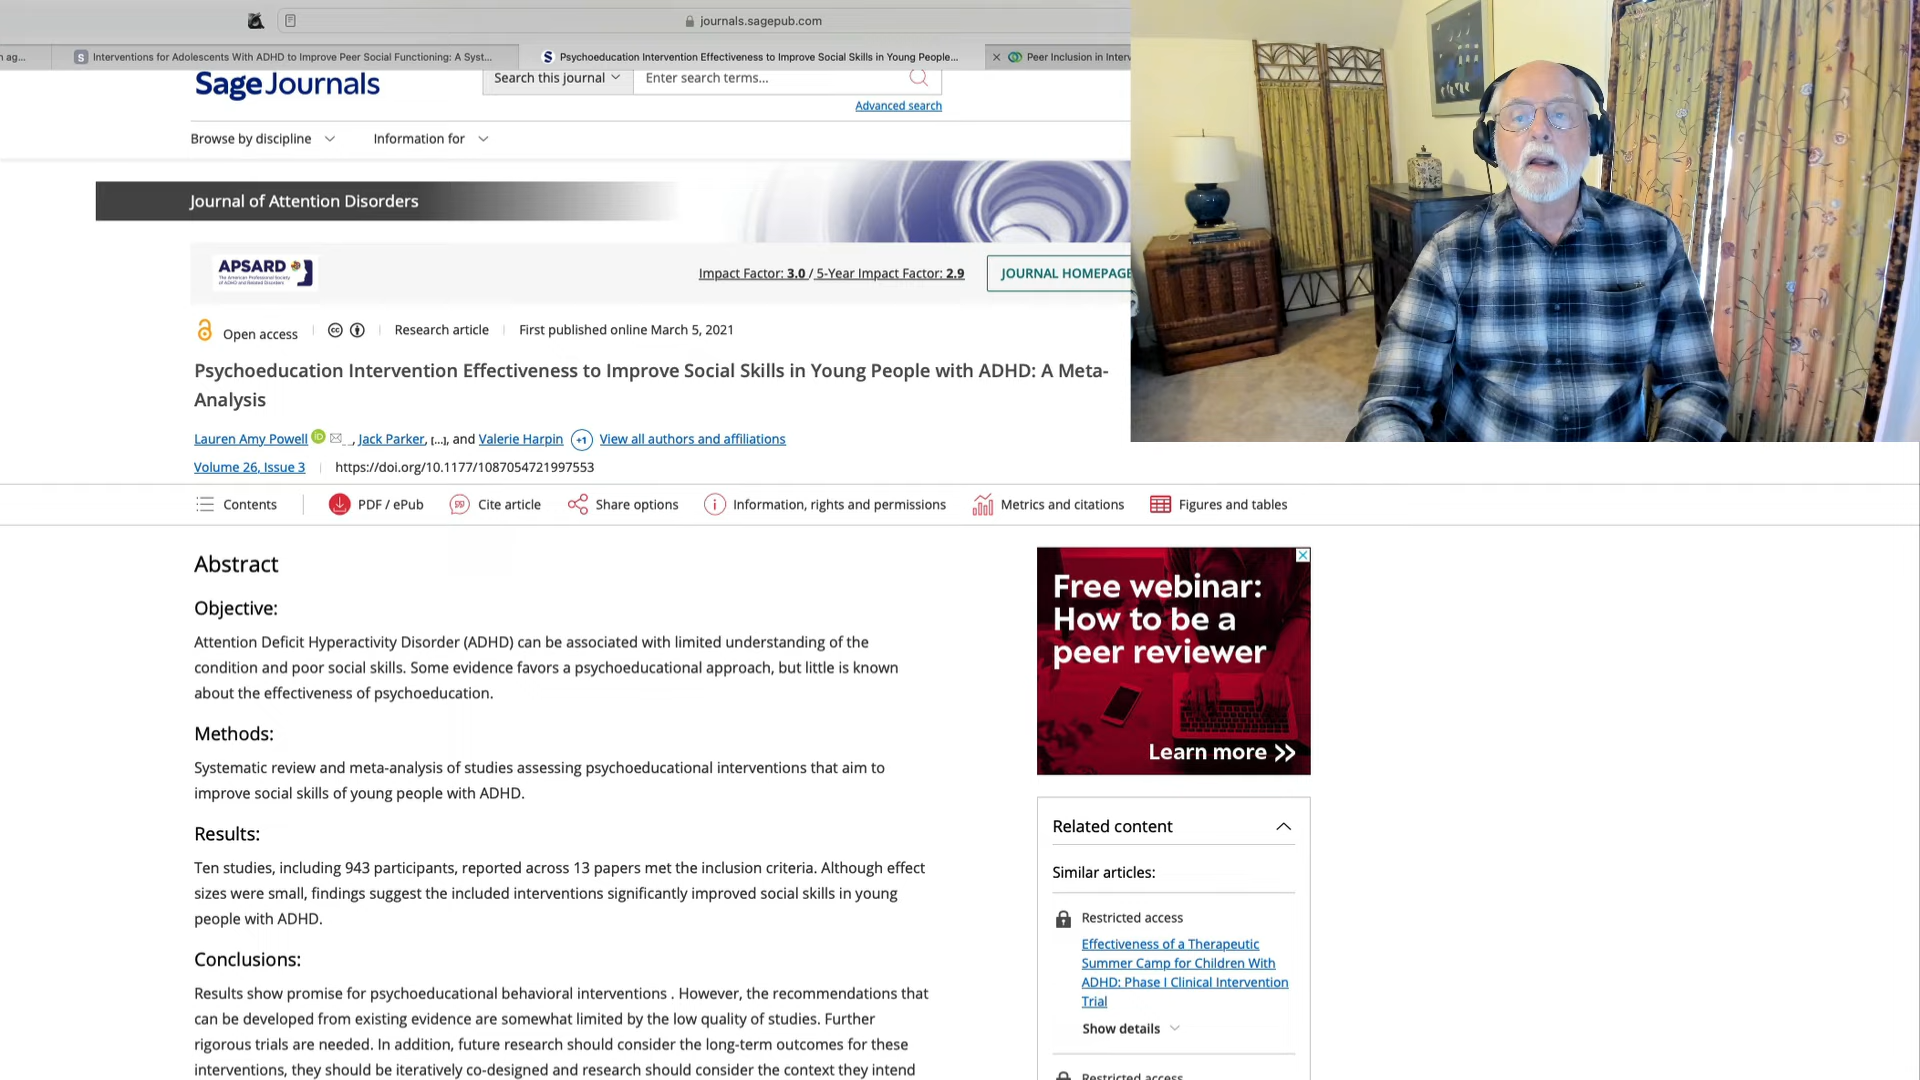 journals.sagepub.com
n ag...
Interventions for Adolescents With ADHD to Improve Peer Social Functioning: A Syst...
Psychoeducation Intervention Effectiveness to Improve Social Skills in Young People...
Peer Inclusion in Interv
Sage Journals
Search this journal
Enter search terms...
Advanced search
Browse by discipline
Information for
Journal of Attention Disorders
APSARD
The American Professional Society
of ADHD and Related Disorders
Impact Factor: 3.0 / 5-Year Impact Factor: 2.9
JOURNAL HOMEPAGE
Open access
cc
Research article
First published online March 5, 2021
Psychoeducation Intervention Effectiveness to Improve Social Skills in Young People with ADHD: A Meta-
Analysis
Lauren Amy Powell iD, Jack Parker, [...], and Valerie Harpin +1 View all authors and affiliations
Volume 26, Issue 3
https://doi.org/10.1177/1087054721997553
Contents
PDF / ePub
Cite article
Share options
Information, rights and permissions
Metrics and citations
Figures and tables
Abstract
Objective:
Attention Deficit Hyperactivity Disorder (ADHD) can be associated with limited understanding of the
condition and poor social skills. Some evidence favors a psychoeducational approach, but little is known
about the effectiveness of psychoeducation.
Methods:
Systematic review and meta-analysis of studies assessing psychoeducational interventions that aim to
improve social skills of young people with ADHD.
Results:
Ten studies, including 943 participants, reported across 13 papers met the inclusion criteria. Although effect
sizes were small, findings suggest the included interventions significantly improved social skills in young
people with ADHD.
Conclusions:
Results show promise for psychoeducational behavioral interventions . However, the recommendations that
can be developed from existing evidence are somewhat limited by the low quality of studies. Further
rigorous trials are needed. In addition, future research should consider the long-term outcomes for these
interventions, they should be iteratively co-designed and research should consider the context they intend
Free webinar:
How to be a
peer reviewer
Learn more >>
Related content
Similar articles:
Restricted access
Effectiveness of a Therapeutic
Summer Camp for Children With
ADHD: Phase I Clinical Intervention
Trial
Show details
Restricted access